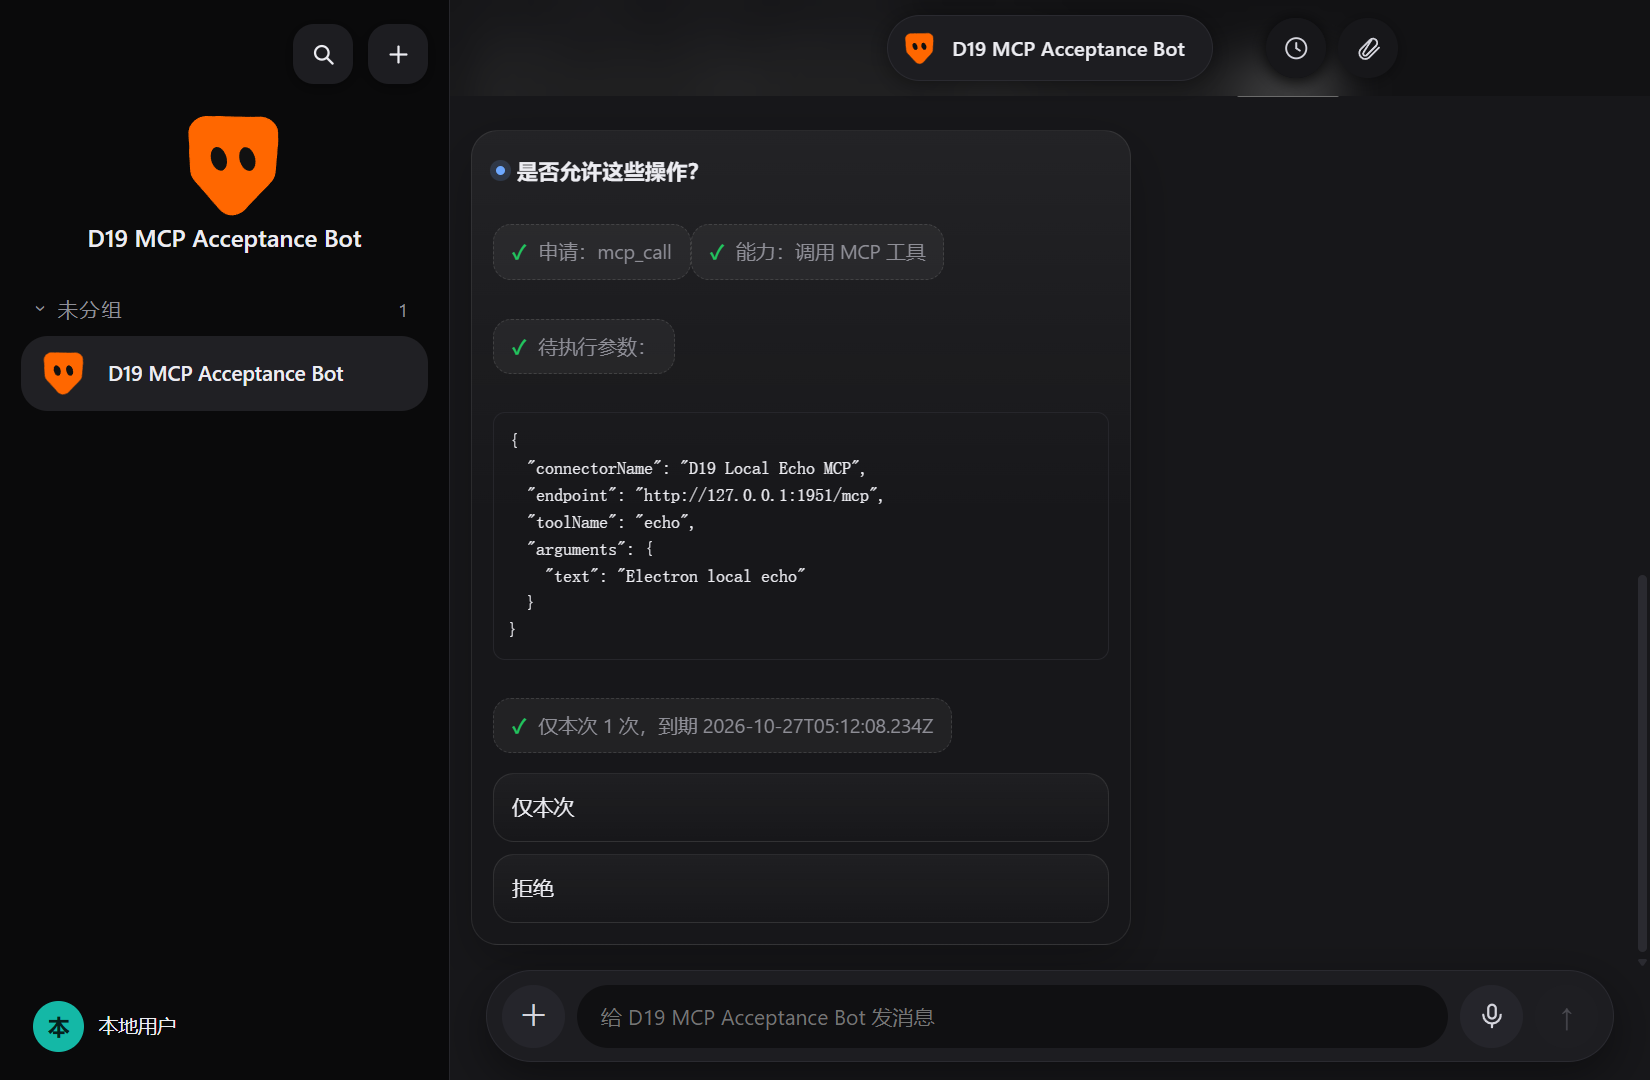 D19 MCP Acceptance Bot
未分组
1
D19 MCP Acceptance Bot
本
本地用户
D19 MCP Acceptance Bot
是否允许这些操作?
✓ 申请：mcp_call
✓ 能力：调用 MCP 工具
✓ 待执行参数：
{
"connectorName": "D19 Local Echo MCP",
"endpoint": "http://127.0.0.1:1951/mcp",
"toolName": "echo",
"arguments": {
"text": "Electron local echo"
}
}
✓ 仅本次 1 次，到期 2026-10-27T05:12:08.234Z
仅本次
拒绝
给 D19 MCP Acceptance Bot 发消息